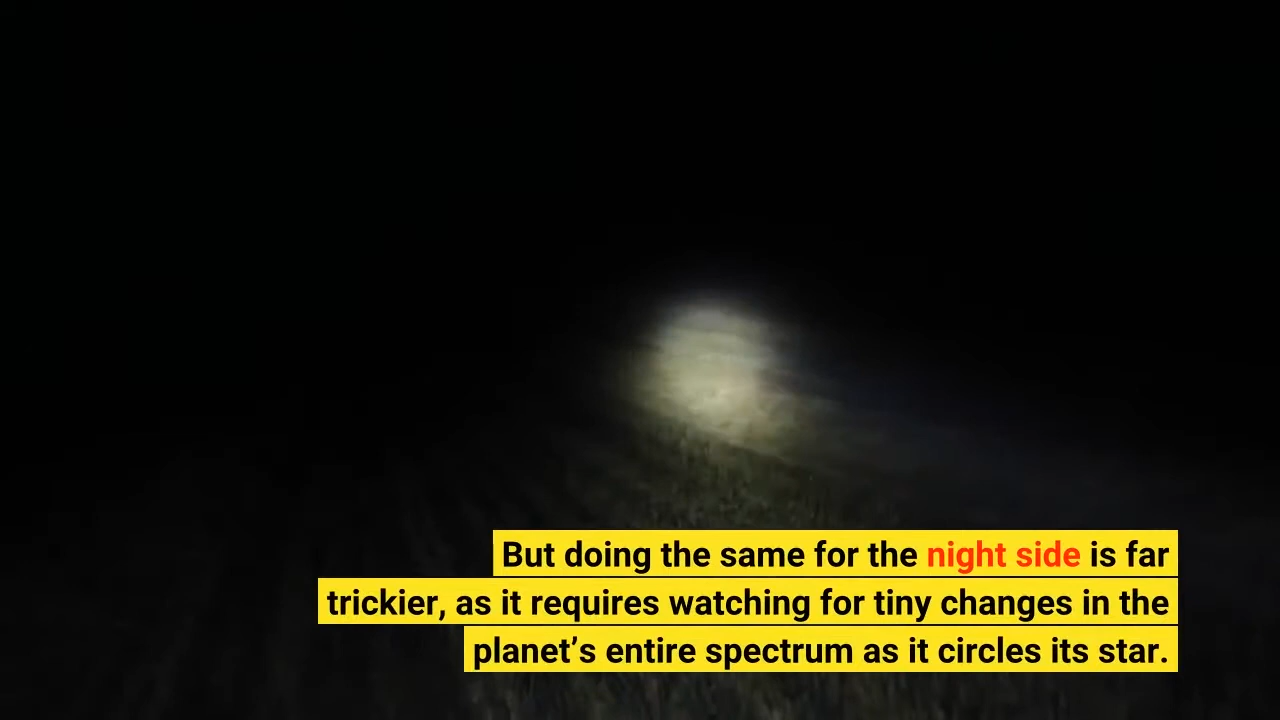 But doing the same for the night side is far
trickier, as it requires watching for tiny changes in the
planet’s entire spectrum as it circles its star.